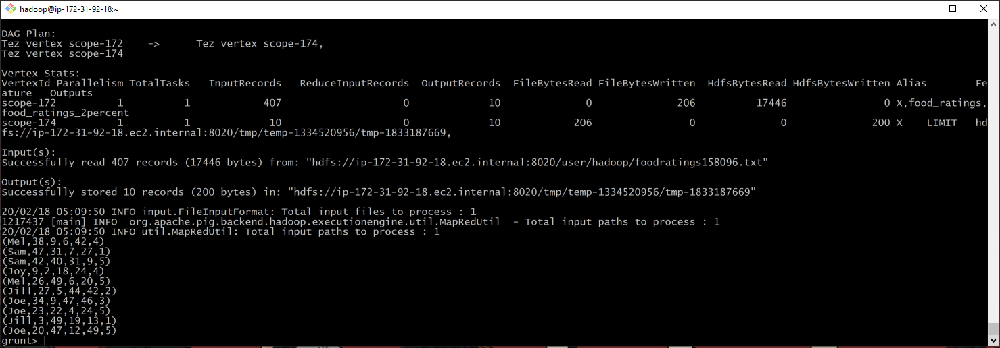 hadoop@ip-172-31-92-18:~
DAG Plan:
Tez vertex scope-172    ->      Tez vertex scope-174,
Tez vertex scope-174
Vertex Stats:
VertexId Parallelism TotalTasks   InputRecords   ReduceInputRecords  OutputRecords  FileBytesRead FileBytesWritten  HdfsBytesRead HdfsBytesWritten Alias        Fe
ature   Outputs
scope-172          1          1            407                    0             10              0              206          17446                0 X,food_ratings,
food_ratings_2percent
scope-174          1          1             10                    0             10            206                0              0              200 X    LIMIT   hd
fs://ip-172-31-92-18.ec2.internal:8020/tmp/temp-1334520956/tmp-1833187669,
Input(s):
Successfully read 407 records (17446 bytes) from: "hdfs://ip-172-31-92-18.ec2.internal:8020/user/hadoop/foodratings158096.txt"
Output(s):
Successfully stored 10 records (200 bytes) in: "hdfs://ip-172-31-92-18.ec2.internal:8020/tmp/temp-1334520956/tmp-1833187669"
20/02/18 05:09:50 INFO input.FileInputFormat: Total input files to process : 1
1217437 [main] INFO  org.apache.pig.backend.hadoop.executionengine.util.MapRedUtil  - Total input paths to process : 1
20/02/18 05:09:50 INFO util.MapRedUtil: Total input paths to process : 1
(Mel,38,9,6,42,4)
(Sam,47,31,7,27,1)
(Sam,42,40,31,9,5)
(Joy,9,2,18,24,4)
(Mel,26,49,6,20,5)
(Jill,27,5,44,42,2)
(Joe,34,9,47,46,3)
(Joe,23,22,4,24,5)
(Jill,3,49,19,13,1)
(Joe,20,47,12,49,5)
grunt>